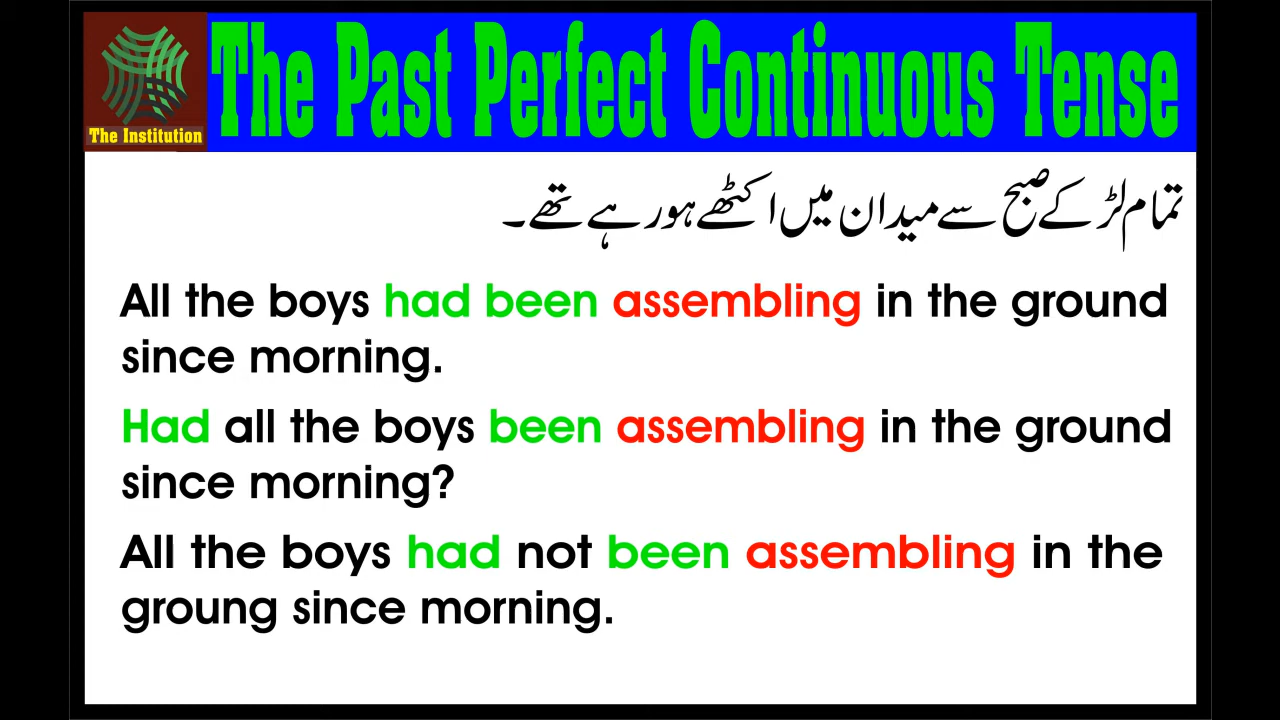 The Past Perfect Continuous Tense
The Institution
تمام لڑکے صبح سے میدان میں اکٹھے ہو رہے تھے۔
All the boys had been assembling in the ground
since morning.
Had all the boys been assembling in the ground
since morning?
All the boys had not been assembling in the
groung since morning.